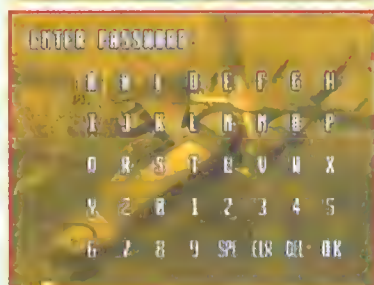 ENTER PASSWORD
A B C D E F G H
I J K L M N O P
Q R S T U V W X
Y Z 0 1 2 3 4 5
6 7 8 9 SPC CLR DEL OK